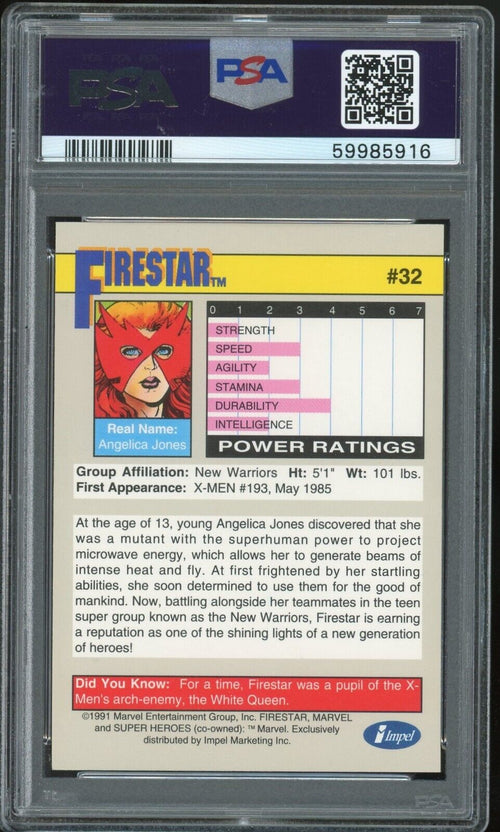 PSA
PSA
59985916
FIRESTAR™
#32
0 1 2 3 4 5 6 7
STRENGTH
SPEED
AGILITY
STAMINA
DURABILITY
INTELLIGENCE
POWER RATINGS
Real Name:
Angelica Jones
Group Affiliation: New Warriors Ht: 5'1" Wt: 101 lbs.
First Appearance: X-MEN #193, May 1985
At the age of 13, young Angelica Jones discovered that she
was a mutant with the superhuman power to project
microwave energy, which allows her to generate beams of
intense heat and fly. At first frightened by her startling
abilities, she soon determined to use them for the good of
mankind. Now, battling alongside her teammates in the teen
super group known as the New Warriors, Firestar is earning
a reputation as one of the shining lights of a new generation
of heroes!
Did You Know: For a time, Firestar was a pupil of the X-
Men's arch-enemy, the White Queen.
©1991 Marvel Entertainment Group, Inc. FIRESTAR, MARVEL
and SUPER HEROES (co-owned): ™ Marvel. Exclusively
distributed by Impel Marketing Inc.
Impel
PSA